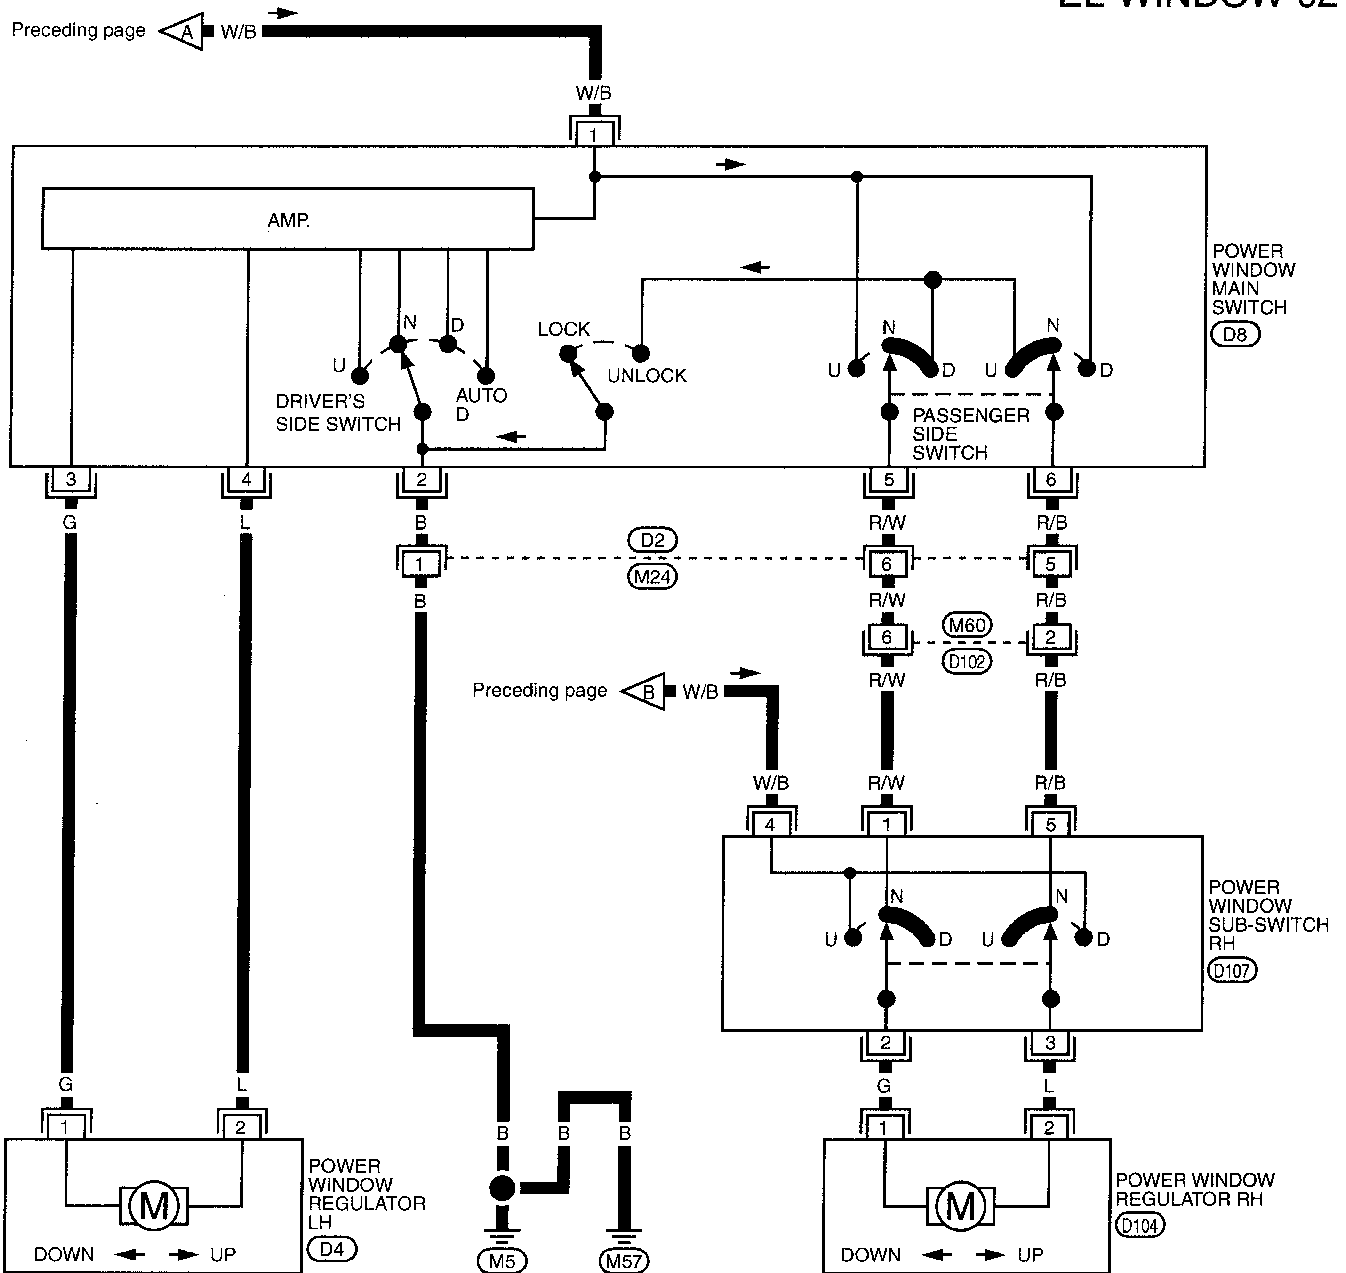 EL-WINDOW-02
Preceding page A W/B
W/B
1
AMP.
POWER
WINDOW
MAIN
SWITCH
D8
N D
U
AUTO
D
DRIVER'S
SIDE SWITCH
LOCK
UNLOCK
U N D
U N D
PASSENGER
SIDE
SWITCH
3 4 2 5 6
G L B R/W R/B
1 D2 6 5
M24
B R/W R/B
6 M60 2
D102
R/W R/B
Preceding page B W/B
W/B R/W R/B
4 1 5
POWER
WINDOW
SUB-SWITCH
RH
D107
N N
U D U D
2 3
G L G L
1 2 B B B 1 2
POWER
WINDOW
REGULATOR
LH
D4
M
DOWN UP
M5 M57
POWER WINDOW
REGULATOR RH
D104
M
DOWN UP